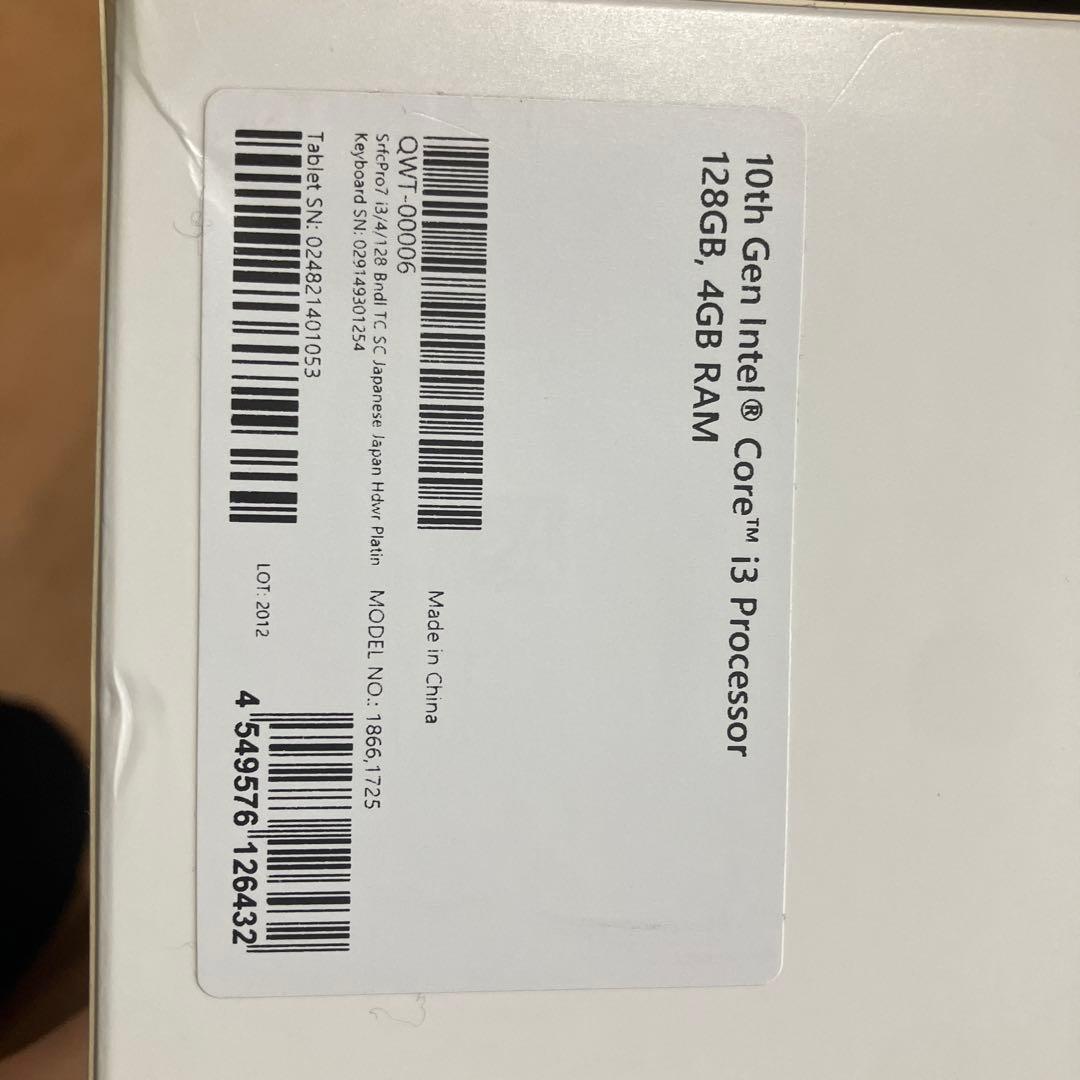 10th Gen Intel® Core™ i3 Processor
128GB, 4GB RAM
QWT-00006
Made in China
SrfcPro7 i3/4/128 Bndl TC SC Japanese Japan Hdwr Platin
MODEL NO.: 1866,1725
Keyboard SN: 029149301254
Tablet SN: 024821401053
LOT: 2012
4 549576 126432